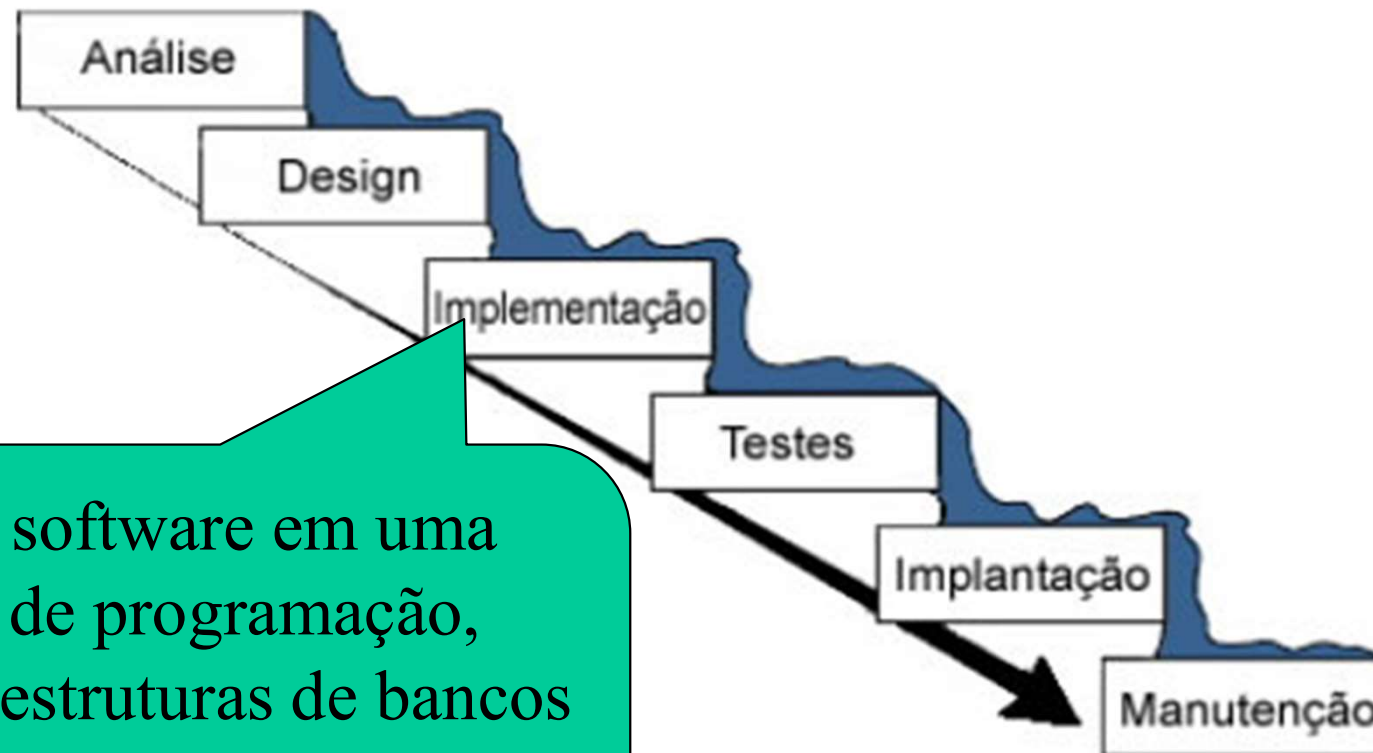 Análise
Design
Implementação
Testes
software em uma
Implantação
de programação,
estruturas de bancos
Manutenção